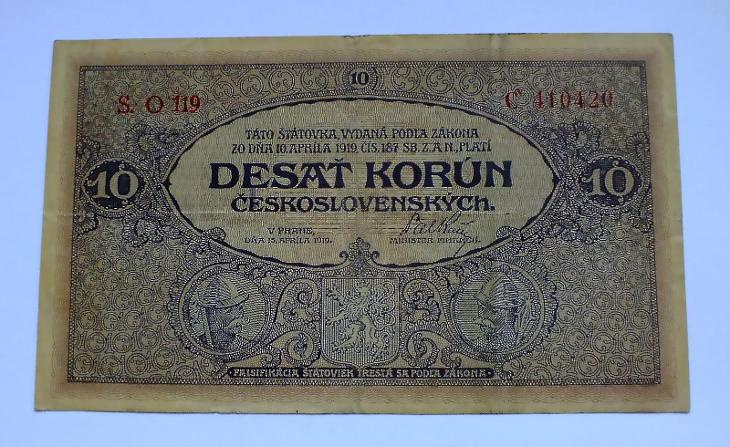 10
S. O 119
Č 410420
TÁTO ŠTÁTOVKA, VYDANÁ PODĽA ZÁKONA
ZO DŇA 10. APRÍLA 1919, ČÍS. 187 SB. Z. A N., PLATÍ
10
DESAŤ KORÚN
10
ČESKOSLOVENSKÝCH.
V PRAHE,
DŇA 15. APRÍLA 1919.
MINISTER FINANCIÍ.
FALSIFIKÁCIA ŠTÁTOVIEK TRESTÁ SA PODĽA ZÁKONA